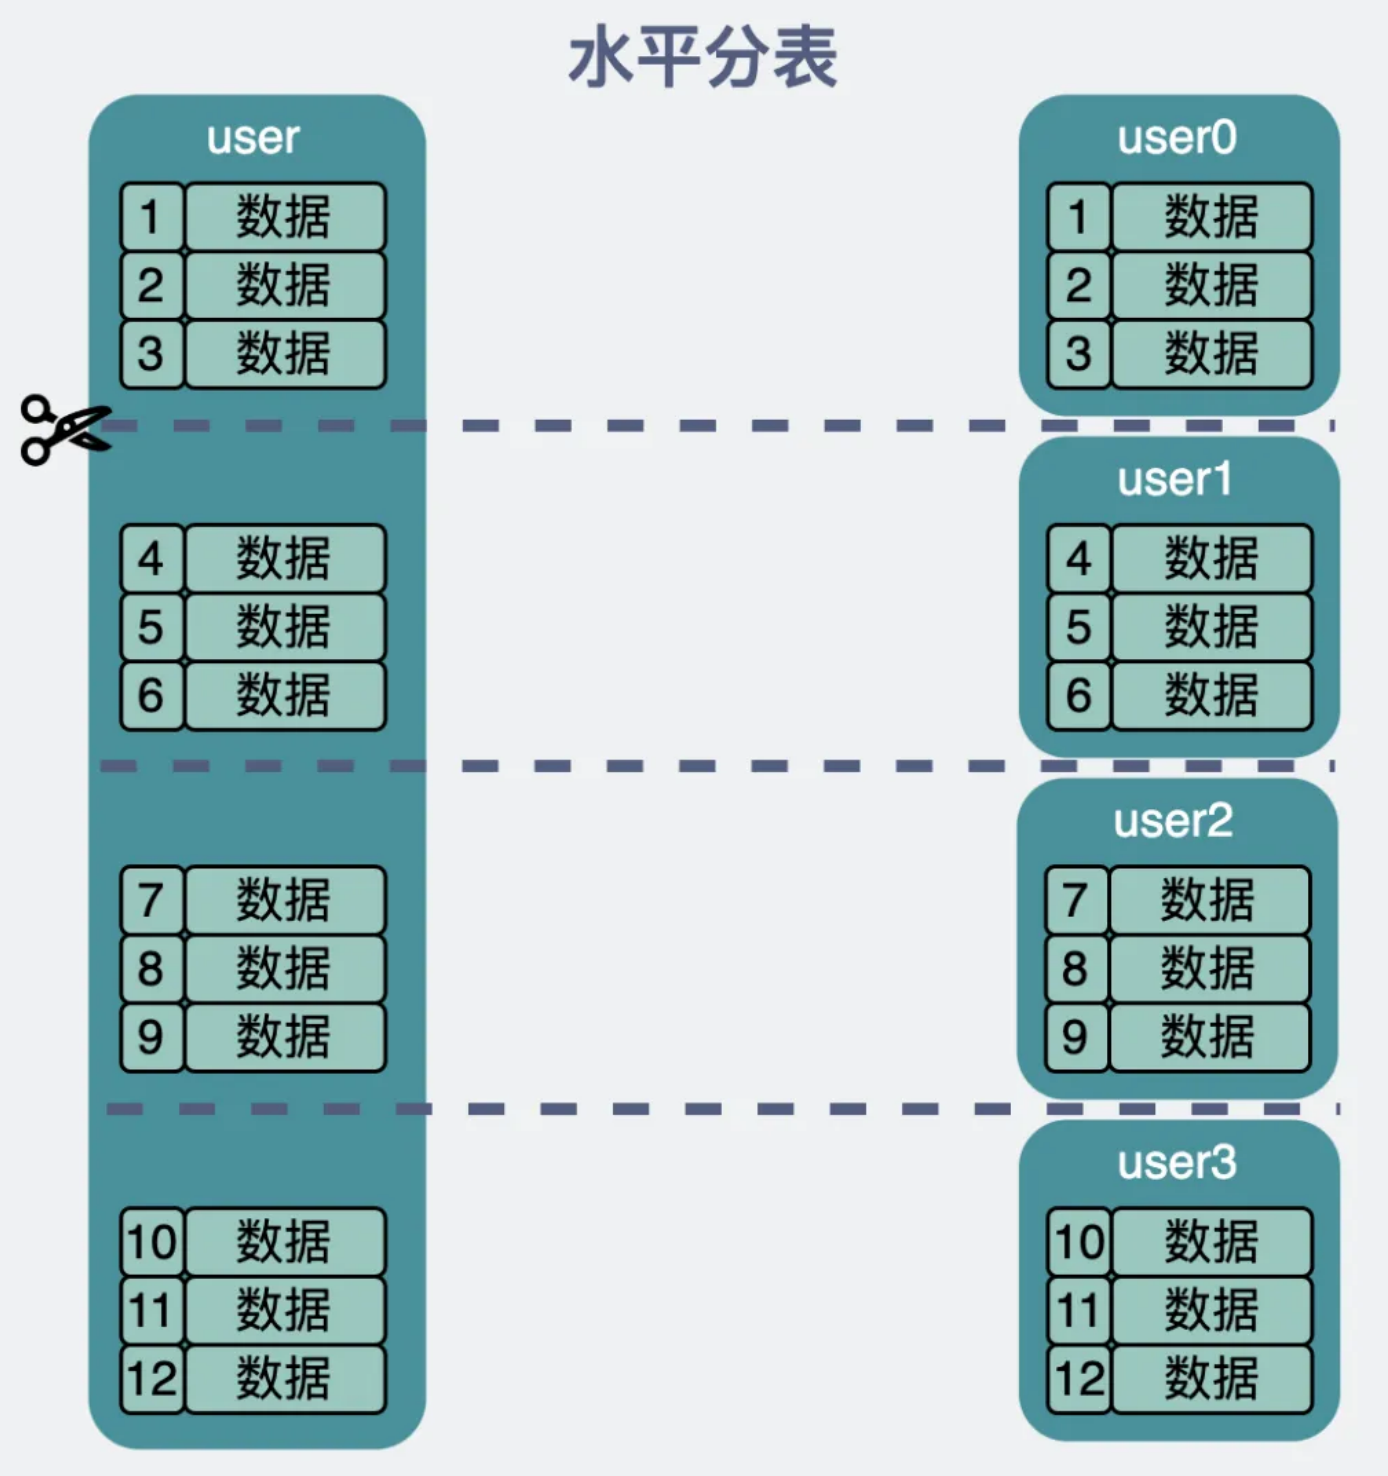 水平分表
user
1 数据
2 数据
3 数据
4 数据
5 数据
6 数据
7 数据
8 数据
9 数据
10 数据
11 数据
12 数据
user0
1 数据
2 数据
3 数据
user1
4 数据
5 数据
6 数据
user2
7 数据
8 数据
9 数据
user3
10 数据
11 数据
12 数据